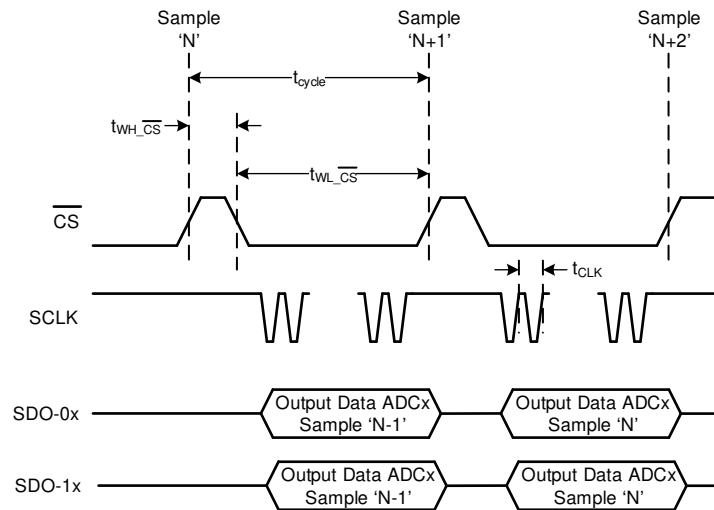 Sample
'N'
Sample
'N+1'
Sample
'N+2'
tcycle
tWH_CS
tWL_CS
CS
tCLK
SCLK
SDO-0x
Output Data ADCx
Sample 'N-1'
Output Data ADCx
Sample 'N'
SDO-1x
Output Data ADCx
Sample 'N-1'
Output Data ADCx
Sample 'N'